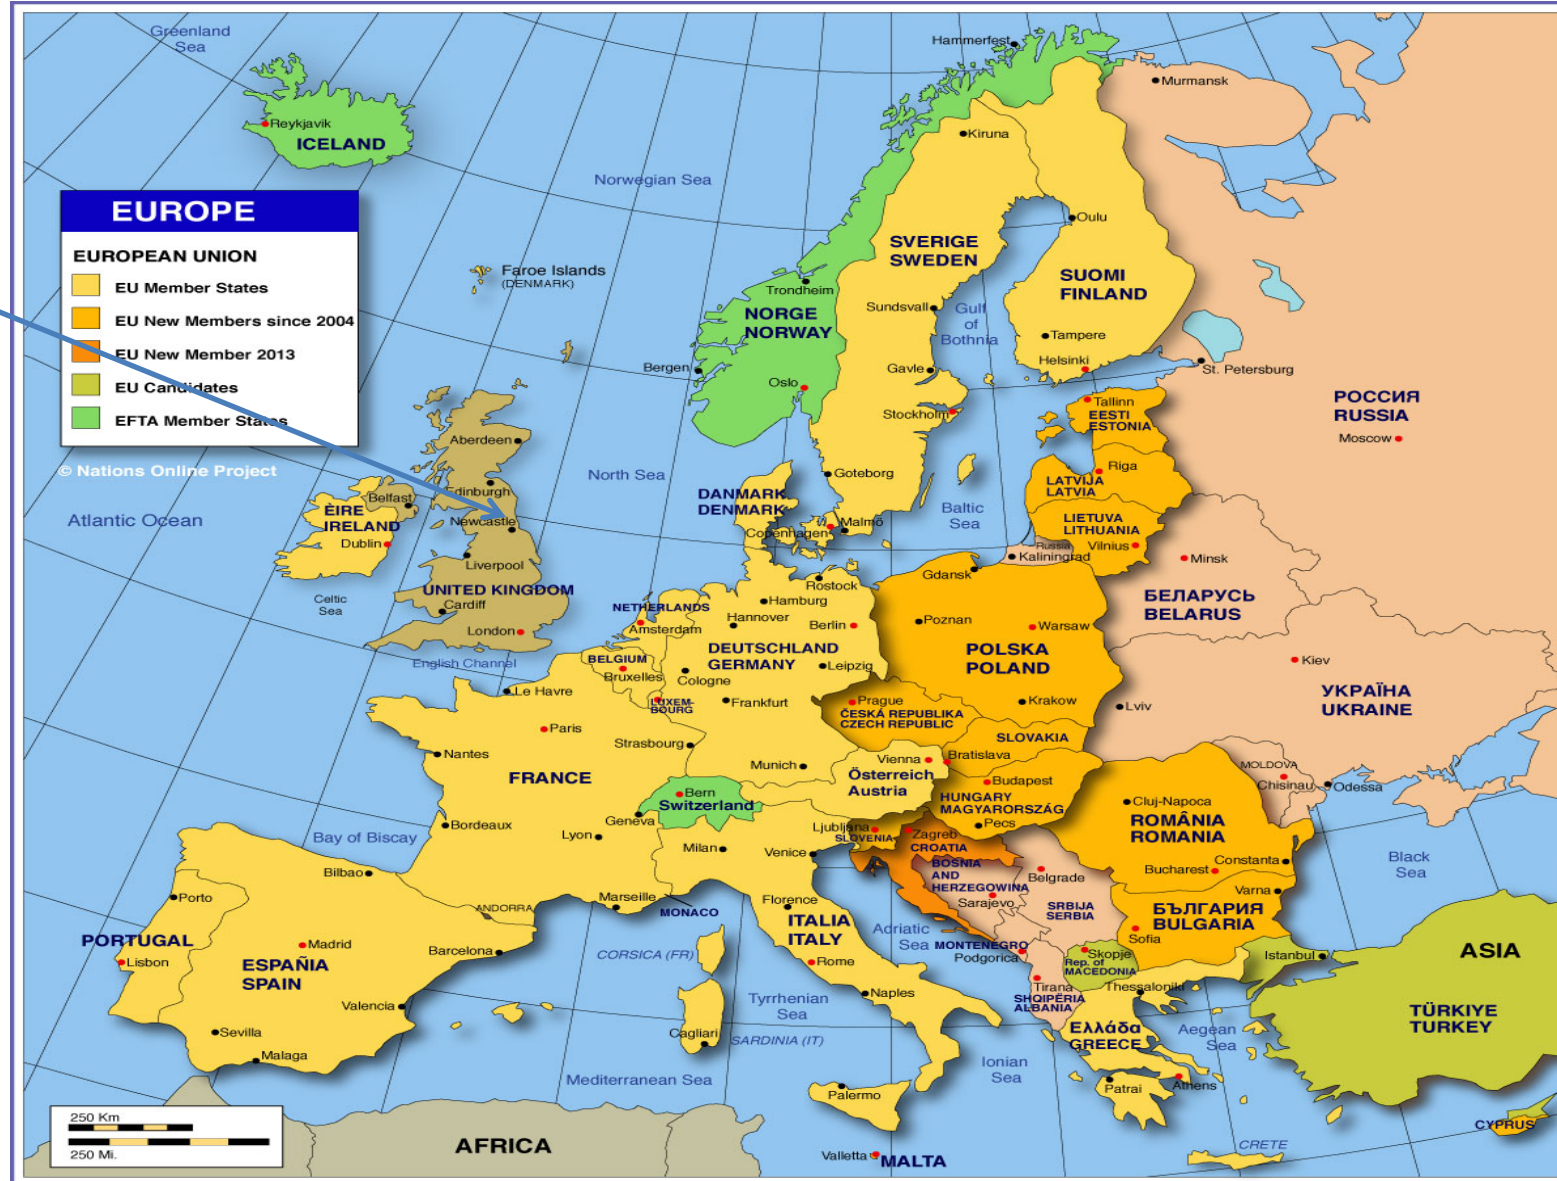 Greenland
Sea
Hammerfest
Murmansk
Reykjavik
ICELAND
Kiruna
Norwegian Sea
EUROPE
EUROPEAN UNION
EU Member States
EU New Members since 2004
EU New Member 2013
EU Candidates
EFTA Member States
© Nations Online Project
Faroe Islands
(DENMARK)
Oulu
SVERIGE
SWEDEN
SUOMI
FINLAND
Trondheim
NORGE
NORWAY
Sundsvall
Gulf
of
Bothnia
Tampere
Helsinki
St. Petersburg
Bergen
Gavle
Oslo
Stockholm
Tallinn
EESTI
ESTONIA
РОССИЯ
RUSSIA
Moscow
Aberdeen
North Sea
Goteborg
Riga
LATVIJA
LATVIA
Edinburgh
Belfast
DANMARK
DENMARK
Baltic
Sea
Atlantic Ocean
ÈIRE
IRELAND
Newcastle
Malmö
Copenhagen
LIETUVA
LITHUANIA
Dublin
Russia
Vilnius
Kaliningrad
Minsk
Liverpool
Gdansk
UNITED KINGDOM
Rostock
Celtic
Sea
Cardiff
NETHERLANDS
Hamburg
БЕЛАРУСЬ
BELARUS
London
Amsterdam
Hannover
Berlin
Poznan
Warsaw
English Channel
BELGIUM
Bruxelles
DEUTSCHLAND
GERMANY
Leipzig
POLSKA
POLAND
Kiev
Cologne
Le Havre
LUXEM-
BOURG
Frankfurt
Prague
ČESKÁ REPUBLIKA
CZECH REPUBLIC
Krakow
Lviv
УКРАЇНА
UKRAINE
Paris
Strasbourg
SLOVAKIA
Nantes
Munich
Vienna
Bratislava
FRANCE
Österreich
Austria
Budapest
MOLDOVA
Chisinau
Odessa
Bern
Switzerland
Geneva
HUNGARY
MAGYARORSZÁG
Cluj-Napoca
Bordeaux
Bay of Biscay
Lyon
Milan
Venice
Ljubljana
SLOVENIA
Zagreb
CROATIA
Pecs
ROMÂNIA
ROMANIA
Bilbao
BOSNIA
AND
HERZEGOWINA
Belgrade
Bucharest
Constanta
Black
Sea
Porto
Marseille
Florence
Sarajevo
Varna
ANDORRA
MONACO
SRBIJA
SERBIA
БЪЛГАРИЯ
BULGARIA
PORTUGAL
Madrid
Barcelona
ITALIA
ITALY
Adriatic
Sea
MONTENEGRO
Podgorica
Sofia
Lisbon
CORSICA (FR)
Rome
Skopje
Rep. of
MACEDONIA
Istanbul
ASIA
ESPAÑIA
SPAIN
Valencia
Tyrrhenian
Sea
Naples
Tirana
SHQIPËRIA
ALBANIA
Thessaloniki
TÜRKIYE
TURKEY
Sevilla
Cagliari
SARDINIA (IT)
Ελλάδα
GREECE
Aegean
Sea
Malaga
Mediterranean Sea
Ionian
Sea
Palermo
Patrai
Athens
250 Km
250 Mi.
AFRICA
CYPRUS
Valletta
MALTA
CRETE